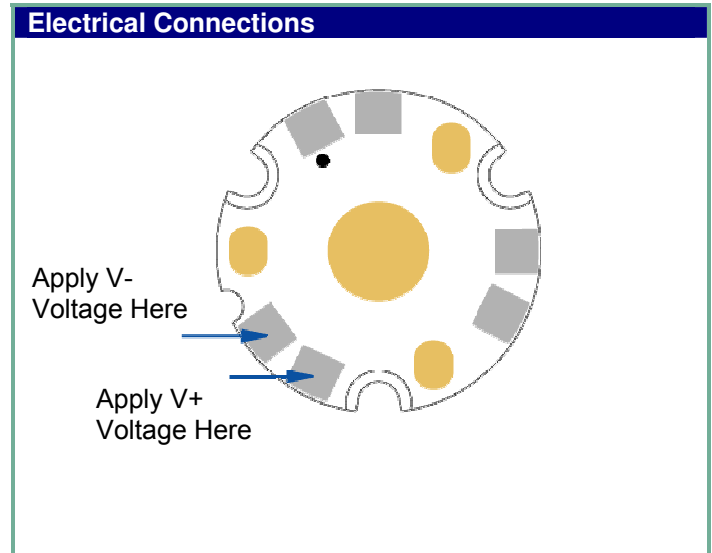 Electrical Connections
Apply V-
Voltage Here
Apply V+
Voltage Here